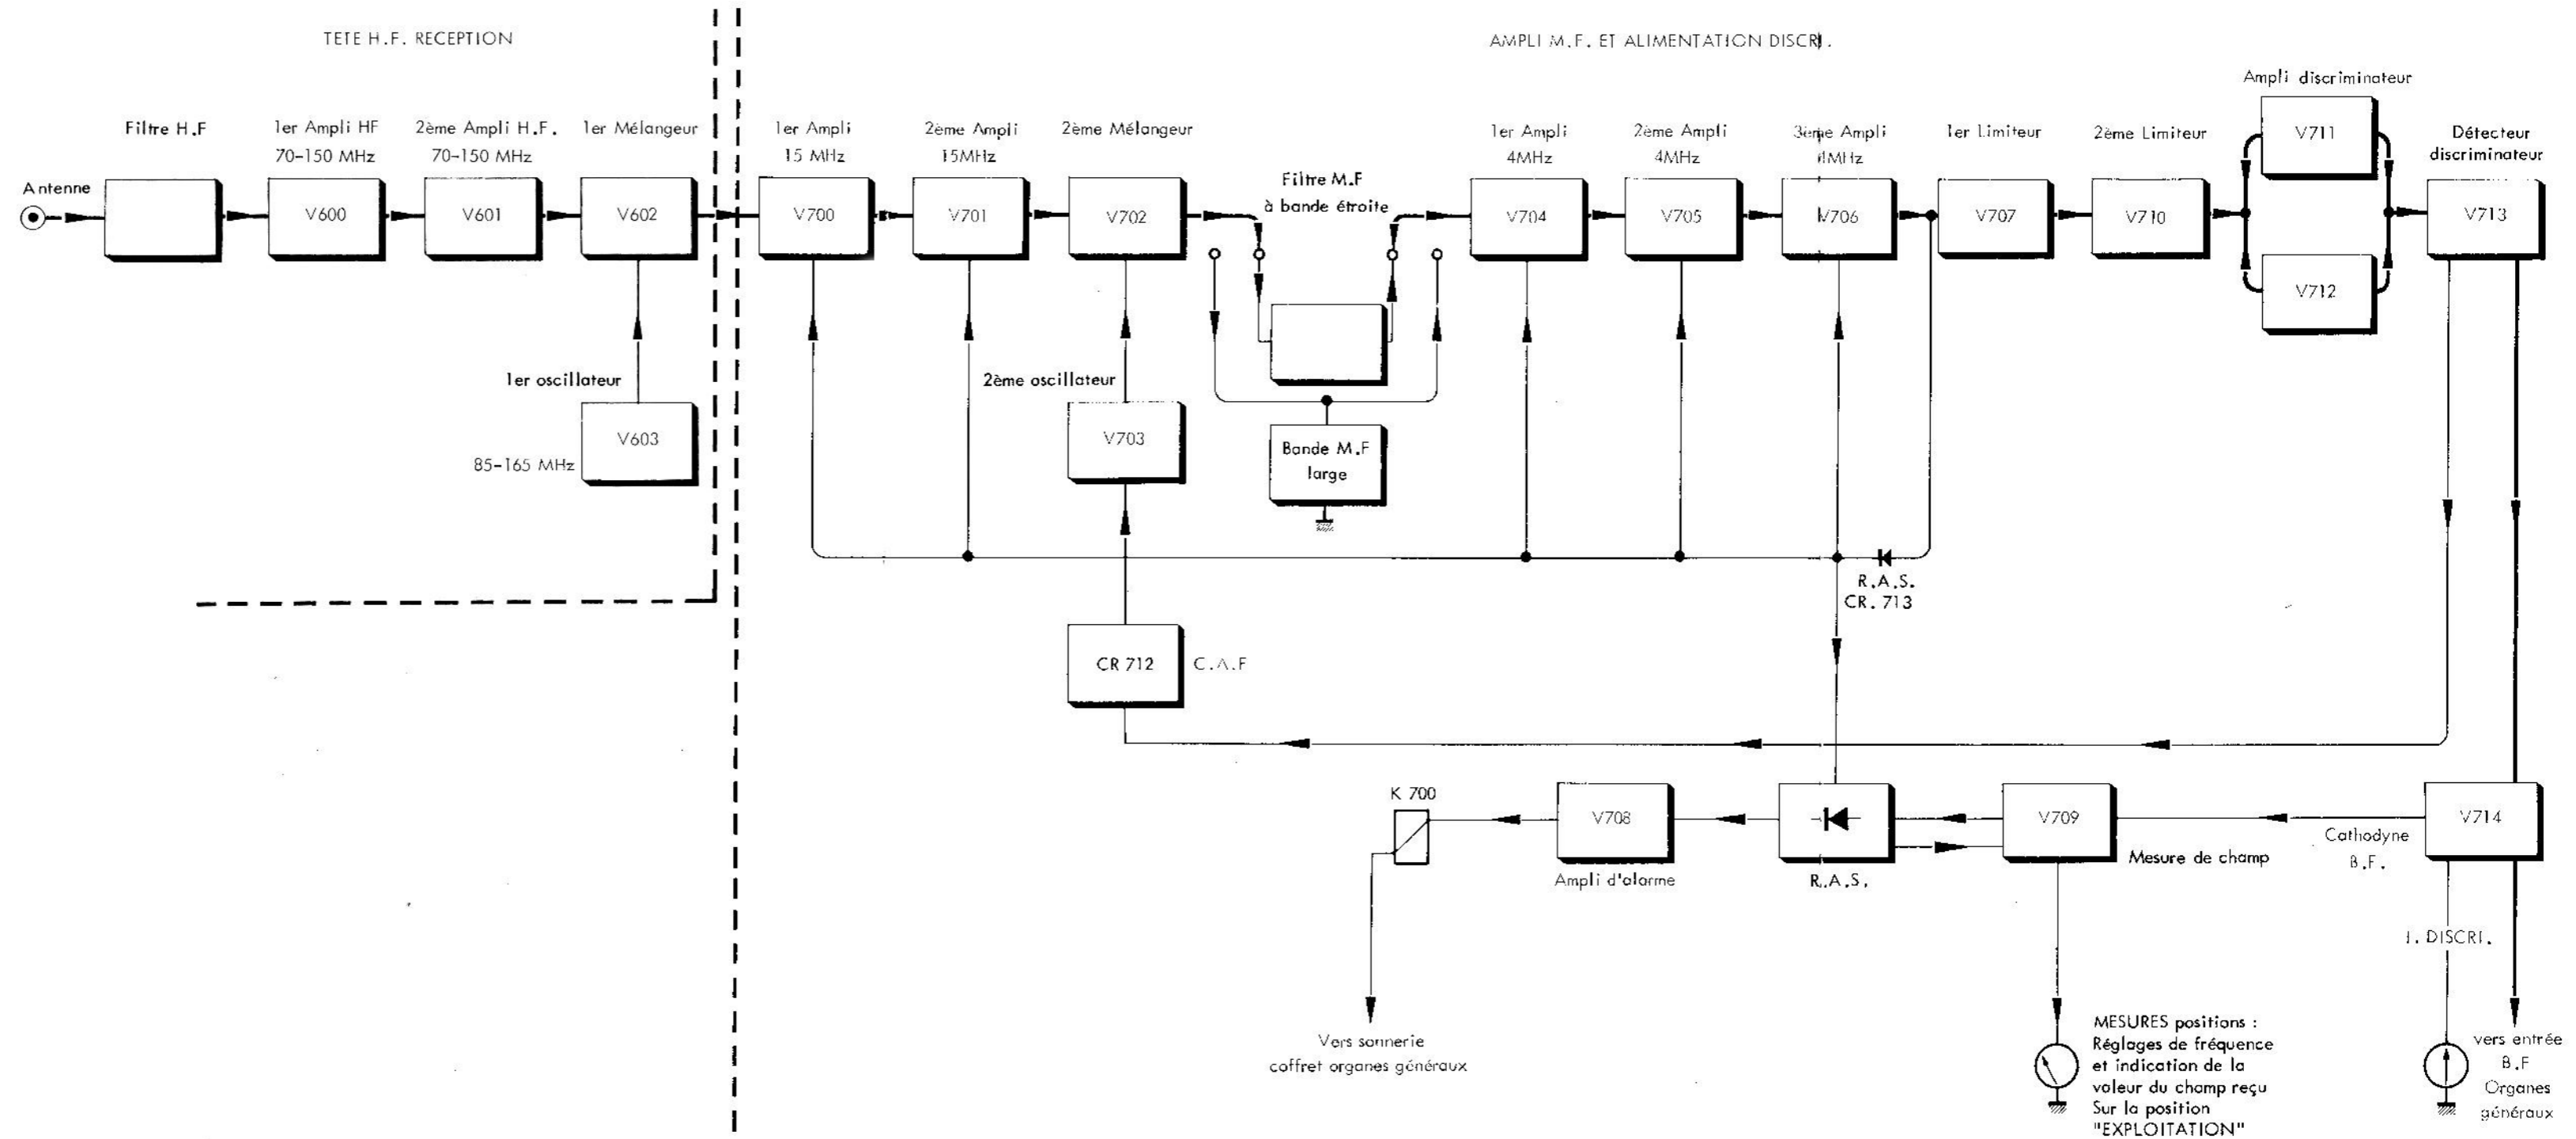 TETE H.F. RECEPTION
AMPLI M.F. ET ALIMENTATION DISCRI.
Antenne
Filtre H.F
1er Ampli HF
70-150 MHz
V600
2ème Ampli H.F.
70-150 MHz
V601
1er Mélangeur
V602
1er oscillateur
V603
85-165 MHz
1er Ampli
15 MHz
V700
2ème Ampli
15MHz
V701
2ème Mélangeur
V702
2ème oscillateur
V703
Filtre M.F
à bande étroite
Bande M.F
large
1er Ampli
4MHz
V704
2ème Ampli
4MHz
V705
3ème Ampli
4MHz
V706
1er Limiteur
V707
2ème Limiteur
V710
Ampli discriminateur
V711
V712
Détecteur
discriminateur
V713
R.A.S.
CR. 713
CR 712
C.A.F
K 700
V708
Ampli d'alarme
R.A.S.
V709
Mesure de champ
Cathodyne
B.F.
V714
I. DISCRI.
Vers sonnerie
coffret organes généraux
MESURES positions :
Réglages de fréquence
et indication de la
valeur du champ reçu
Sur la position
"EXPLOITATION"
vers entrée
B.F
Organes
généraux